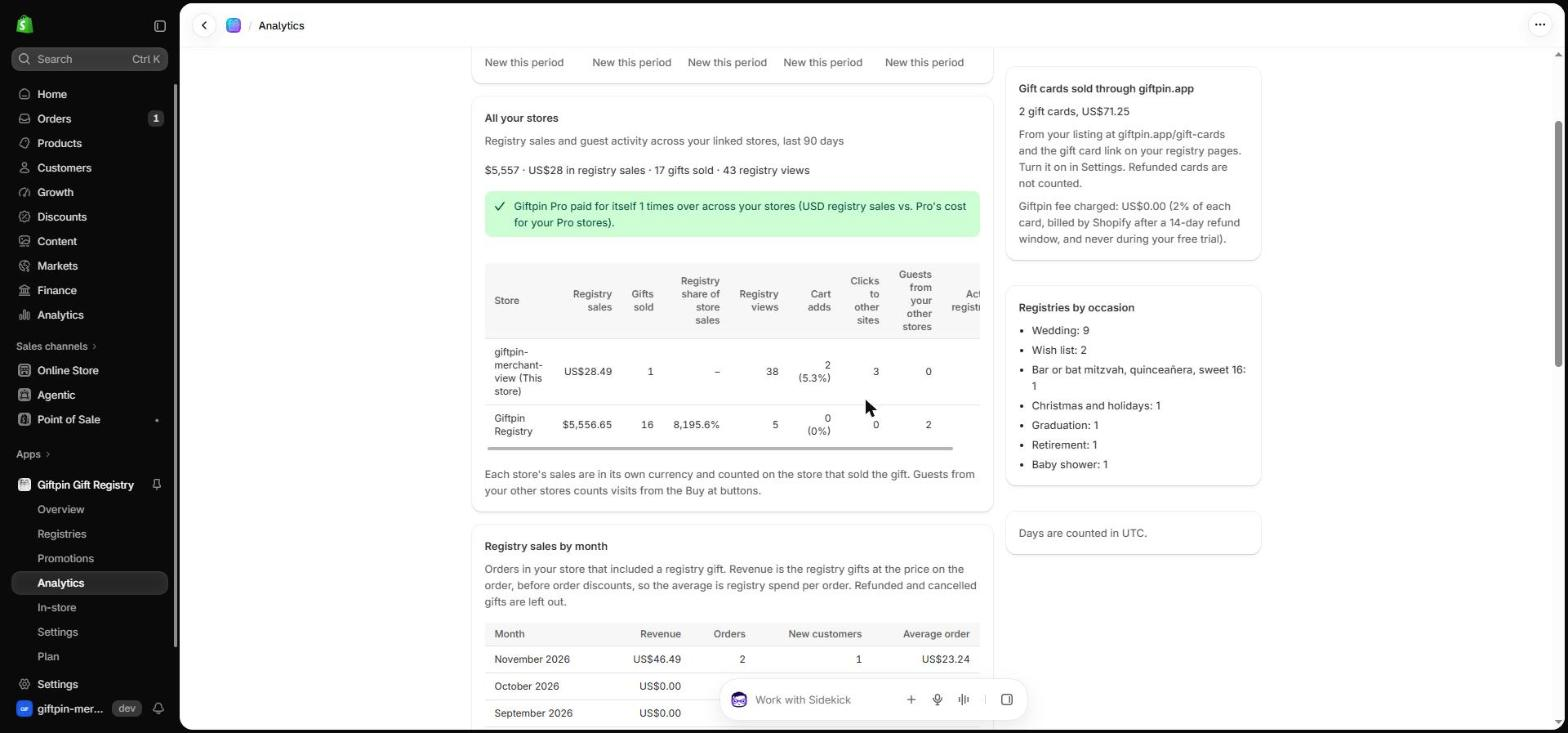 Search
Ctrl K
Home
Orders
1
Products
Customers
Growth
Discounts
Content
Markets
Finance
Analytics
Sales channels
Online Store
Agentic
Point of Sale
Apps
Giftpin Gift Registry
Overview
Registries
Promotions
Analytics
In-store
Settings
Plan
Settings
giftpin-mer...
dev
/ Analytics
New this period
New this period
New this period
New this period
New this period
All your stores
Registry sales and guest activity across your linked stores, last 90 days
$5,557 · US$28 in registry sales · 17 gifts sold · 43 registry views
Giftpin Pro paid for itself 1 times over across your stores (USD registry sales vs. Pro's cost
for your Pro stores).
Store
Registry
sales
Gifts
sold
Registry
share of
store
sales
Registry
views
Cart
adds
Clicks
to
other
sites
Guests
from
your
other
stores
Act
registr
giftpin-
merchant-
view (This
store)
US$28.49
1
–
38
2
(5.3%)
3
0
Giftpin
Registry
$5,556.65
16
8,195.6%
5
0
(0%)
0
2
Each store's sales are in its own currency and counted on the store that sold the gift. Guests from
your other stores counts visits from the Buy at buttons.
Registry sales by month
Orders in your store that included a registry gift. Revenue is the registry gifts at the price on the
order, before order discounts, so the average is registry spend per order. Refunded and cancelled
gifts are left out.
Month
Revenue
Orders
New customers
Average order
November 2026
US$46.49
2
1
US$23.24
October 2026
US$0.00
September 2026
US$0.00
Work with Sidekick
Gift cards sold through giftpin.app
2 gift cards, US$71.25
From your listing at giftpin.app/gift-cards
and the gift card link on your registry pages.
Turn it on in Settings. Refunded cards are
not counted.
Giftpin fee charged: US$0.00 (2% of each
card, billed by Shopify after a 14-day refund
window, and never during your free trial).
Registries by occasion
• Wedding: 9
• Wish list: 2
• Bar or bat mitzvah, quinceañera, sweet 16:
1
• Christmas and holidays: 1
• Graduation: 1
• Retirement: 1
• Baby shower: 1
Days are counted in UTC.